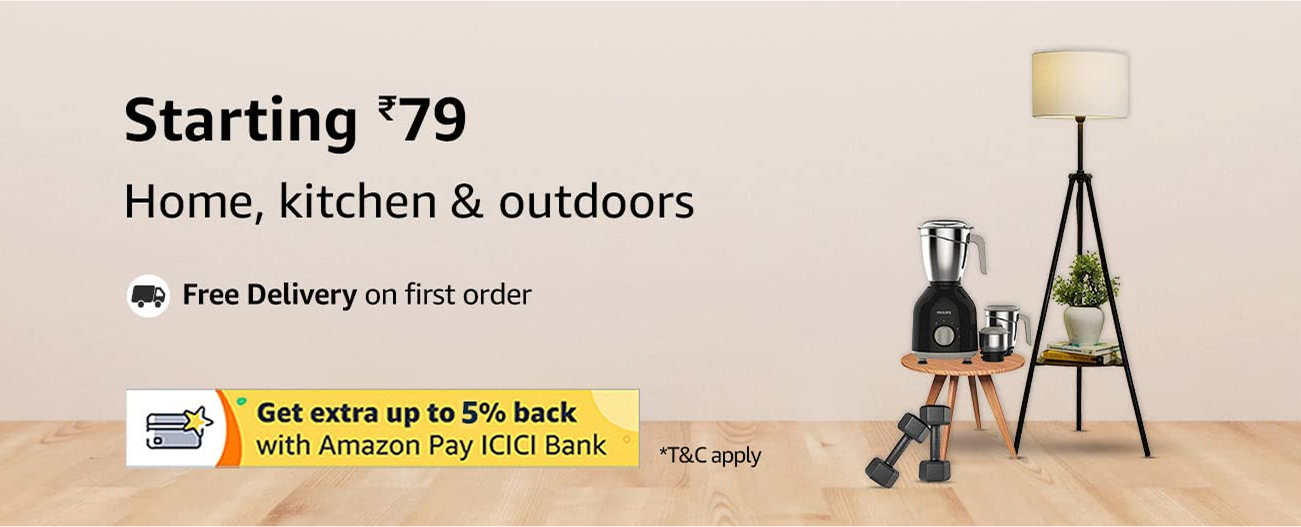 Starting ₹79
Home, kitchen & outdoors
Free Delivery on first order
Get extra up to 5% back
with Amazon Pay ICICI Bank
*T&C apply
PHILIPS